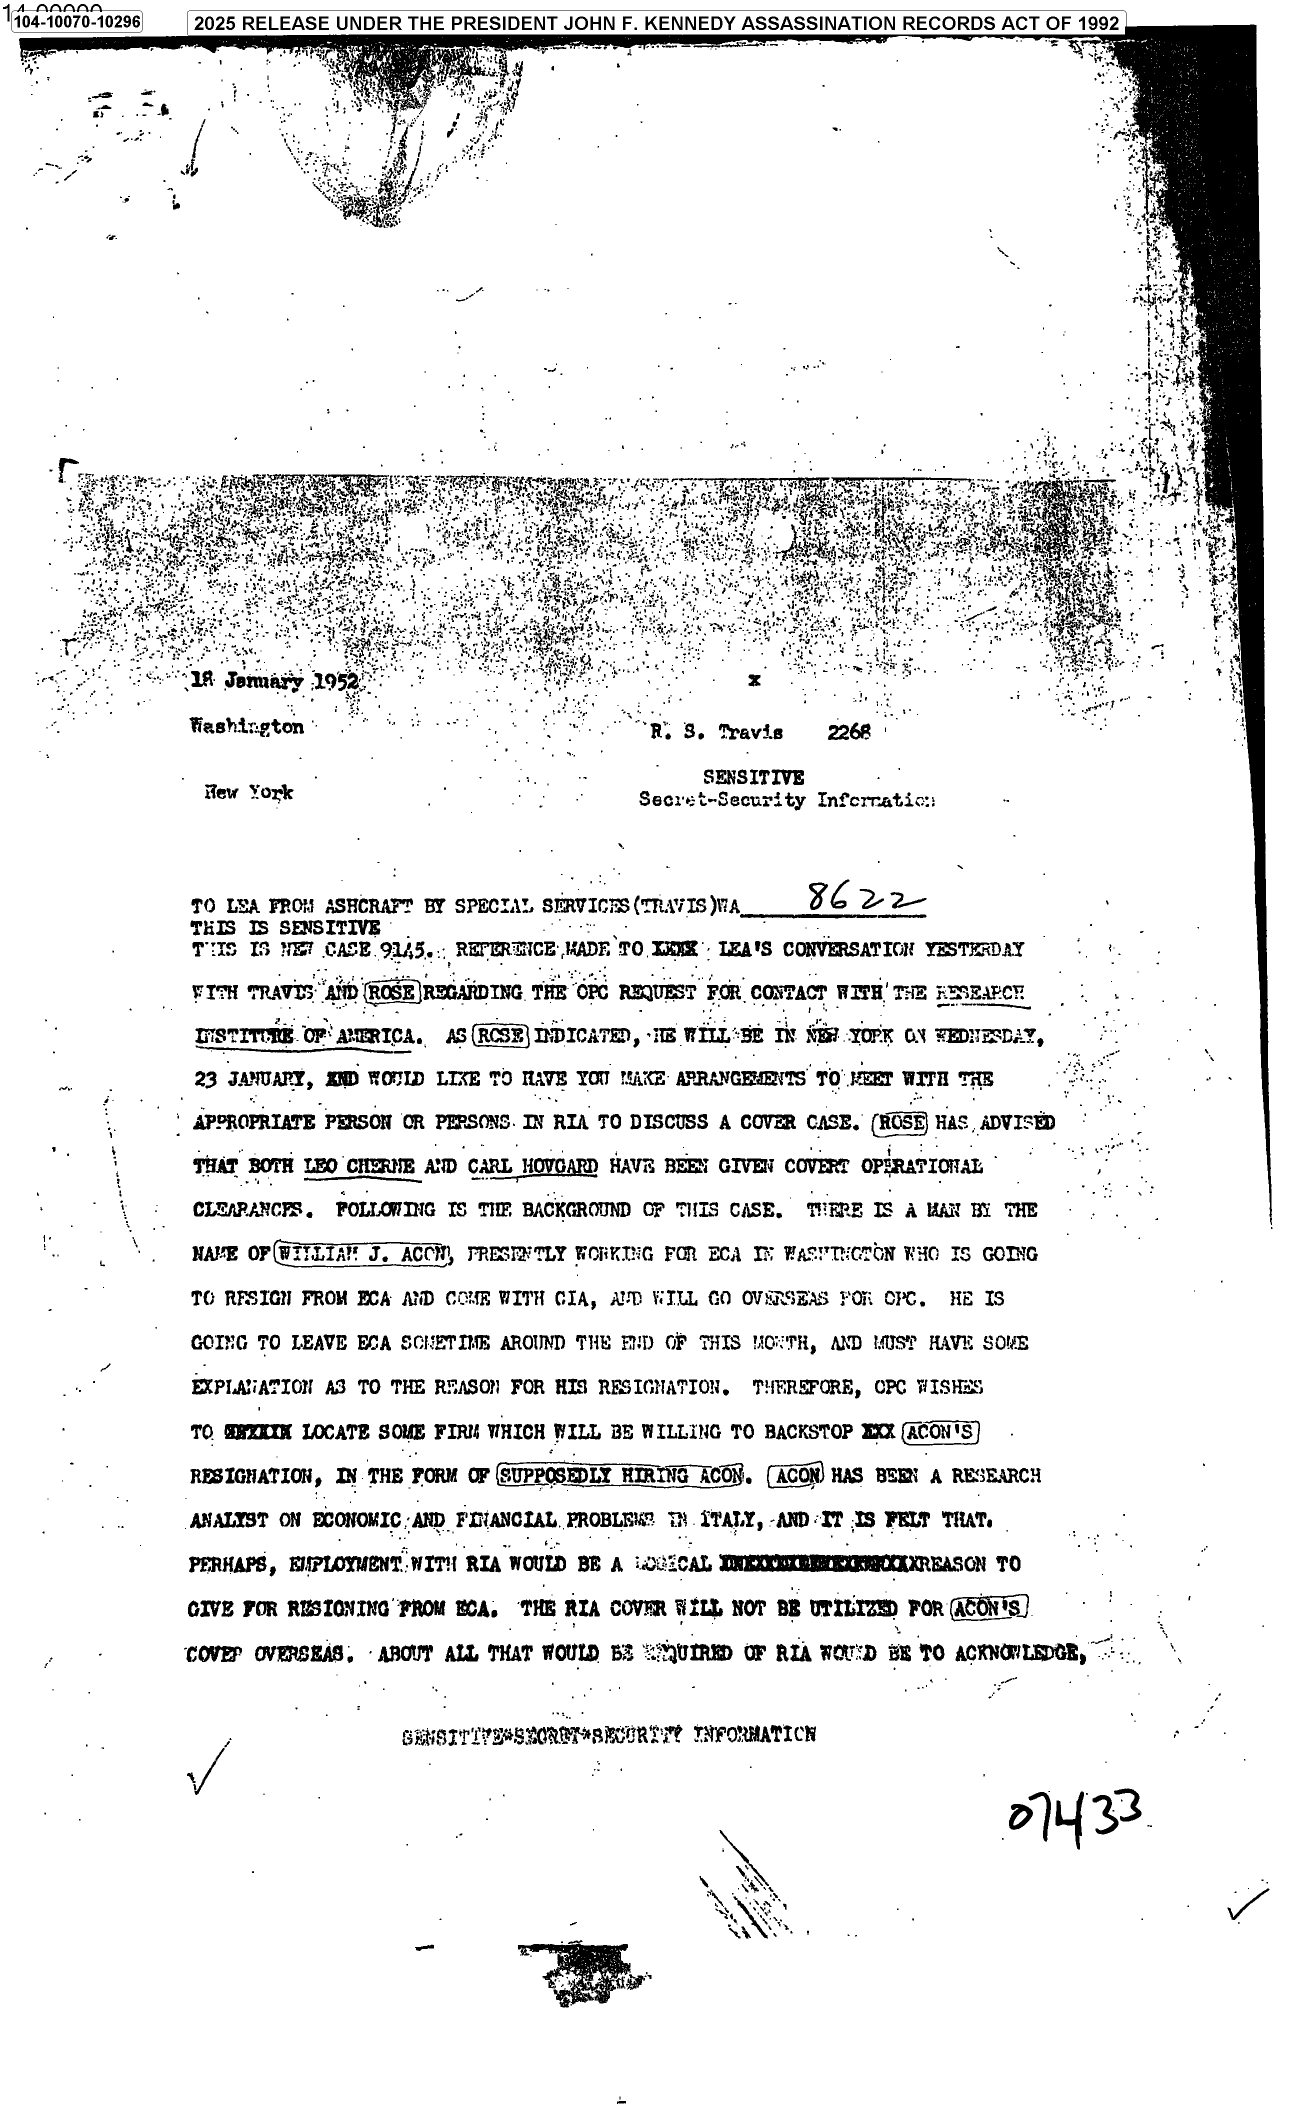 104-10070-10296
2025 RELEASE UNDER THE PRESIDENT JOHN F. KENNEDY ASSASSINATION RECORDS ACT OF 1992
18 January 1952 x
Washington R. S. Travis 2268
SENSITIVE
New York Secret-Security Information
TO LEA FROM ASHCRAFT BY SPECIAL SERVICES(TRAVIS)WA 8622
THIS IS SENSITIVE
THIS IS NEW CASE 9145. REFERENCE MADE TO XXXX LEA'S CONVERSATION YESTERDAY
WITH TRAVIS AND ROSE REGARDING THE OPC REQUEST FOR CONTACT WITH THE RESEARCH
INSTITURE OF AMERICA. AS ROSE INDICATED, HE WILL BE IN NEW YORK ON WEDNESDAY,
23 JANUARY, AND WOULD LIKE TO HAVE YOU MAKE ARRANGEMENTS TO MEET WITH THE
APPROPRIATE PERSON OR PERSONS IN RIA TO DISCUSS A COVER CASE. ROSE HAS ADVISED
THAT BOTH LEO CHERNE AND CARL HOVGARD HAVE BEEN GIVEN COVERT OPERATIONAL
CLEARANCES. FOLLOWING IS THE BACKGROUND OF THIS CASE. THERE IS A MAN BY THE
NAME OF WILLIAM J. ACON, PRESENTLY WORKING FOR ECA IN WASHINGTON WHO IS GOING
TO RESIGN FROM ECA AND COME WITH CIA, AND WILL GO OVERSEAS FOR OPC. HE IS
GOING TO LEAVE ECA SOMETIME AROUND THE END OF THIS MONTH, AND MUST HAVE SOME
EXPLANATION AS TO THE REASON FOR HIS RESIGNATION. THEREFORE, OPC WISHES
TO LOCATE SOME FIRM WHICH WILL BE WILLING TO BACKSTOP XXX ACON'S
RESIGNATION, IN THE FORM OF SUPPOSEDLY HIRING ACON. ACON HAS BEEN A RESEARCH
ANALYST ON ECONOMIC AND FINANCIAL PROBLEMS IN ITALY, AND IT IS FELT THAT.
PERHAPS, EMPLOYMENT WITH RIA WOULD BE A LOGICAL REASON TO
GIVE FOR RESIGNING FROM ECA. THE RIA COVER WILL NOT BE UTILIZED FOR ACON'S
COVER OVERSEAS. ABOUT ALL THAT WOULD BE REQUIRED OF RIA WOULD BE TO ACKNOWLEDGE,
SENSITIVE*SECRET*SECURITY INFORMATION
07433